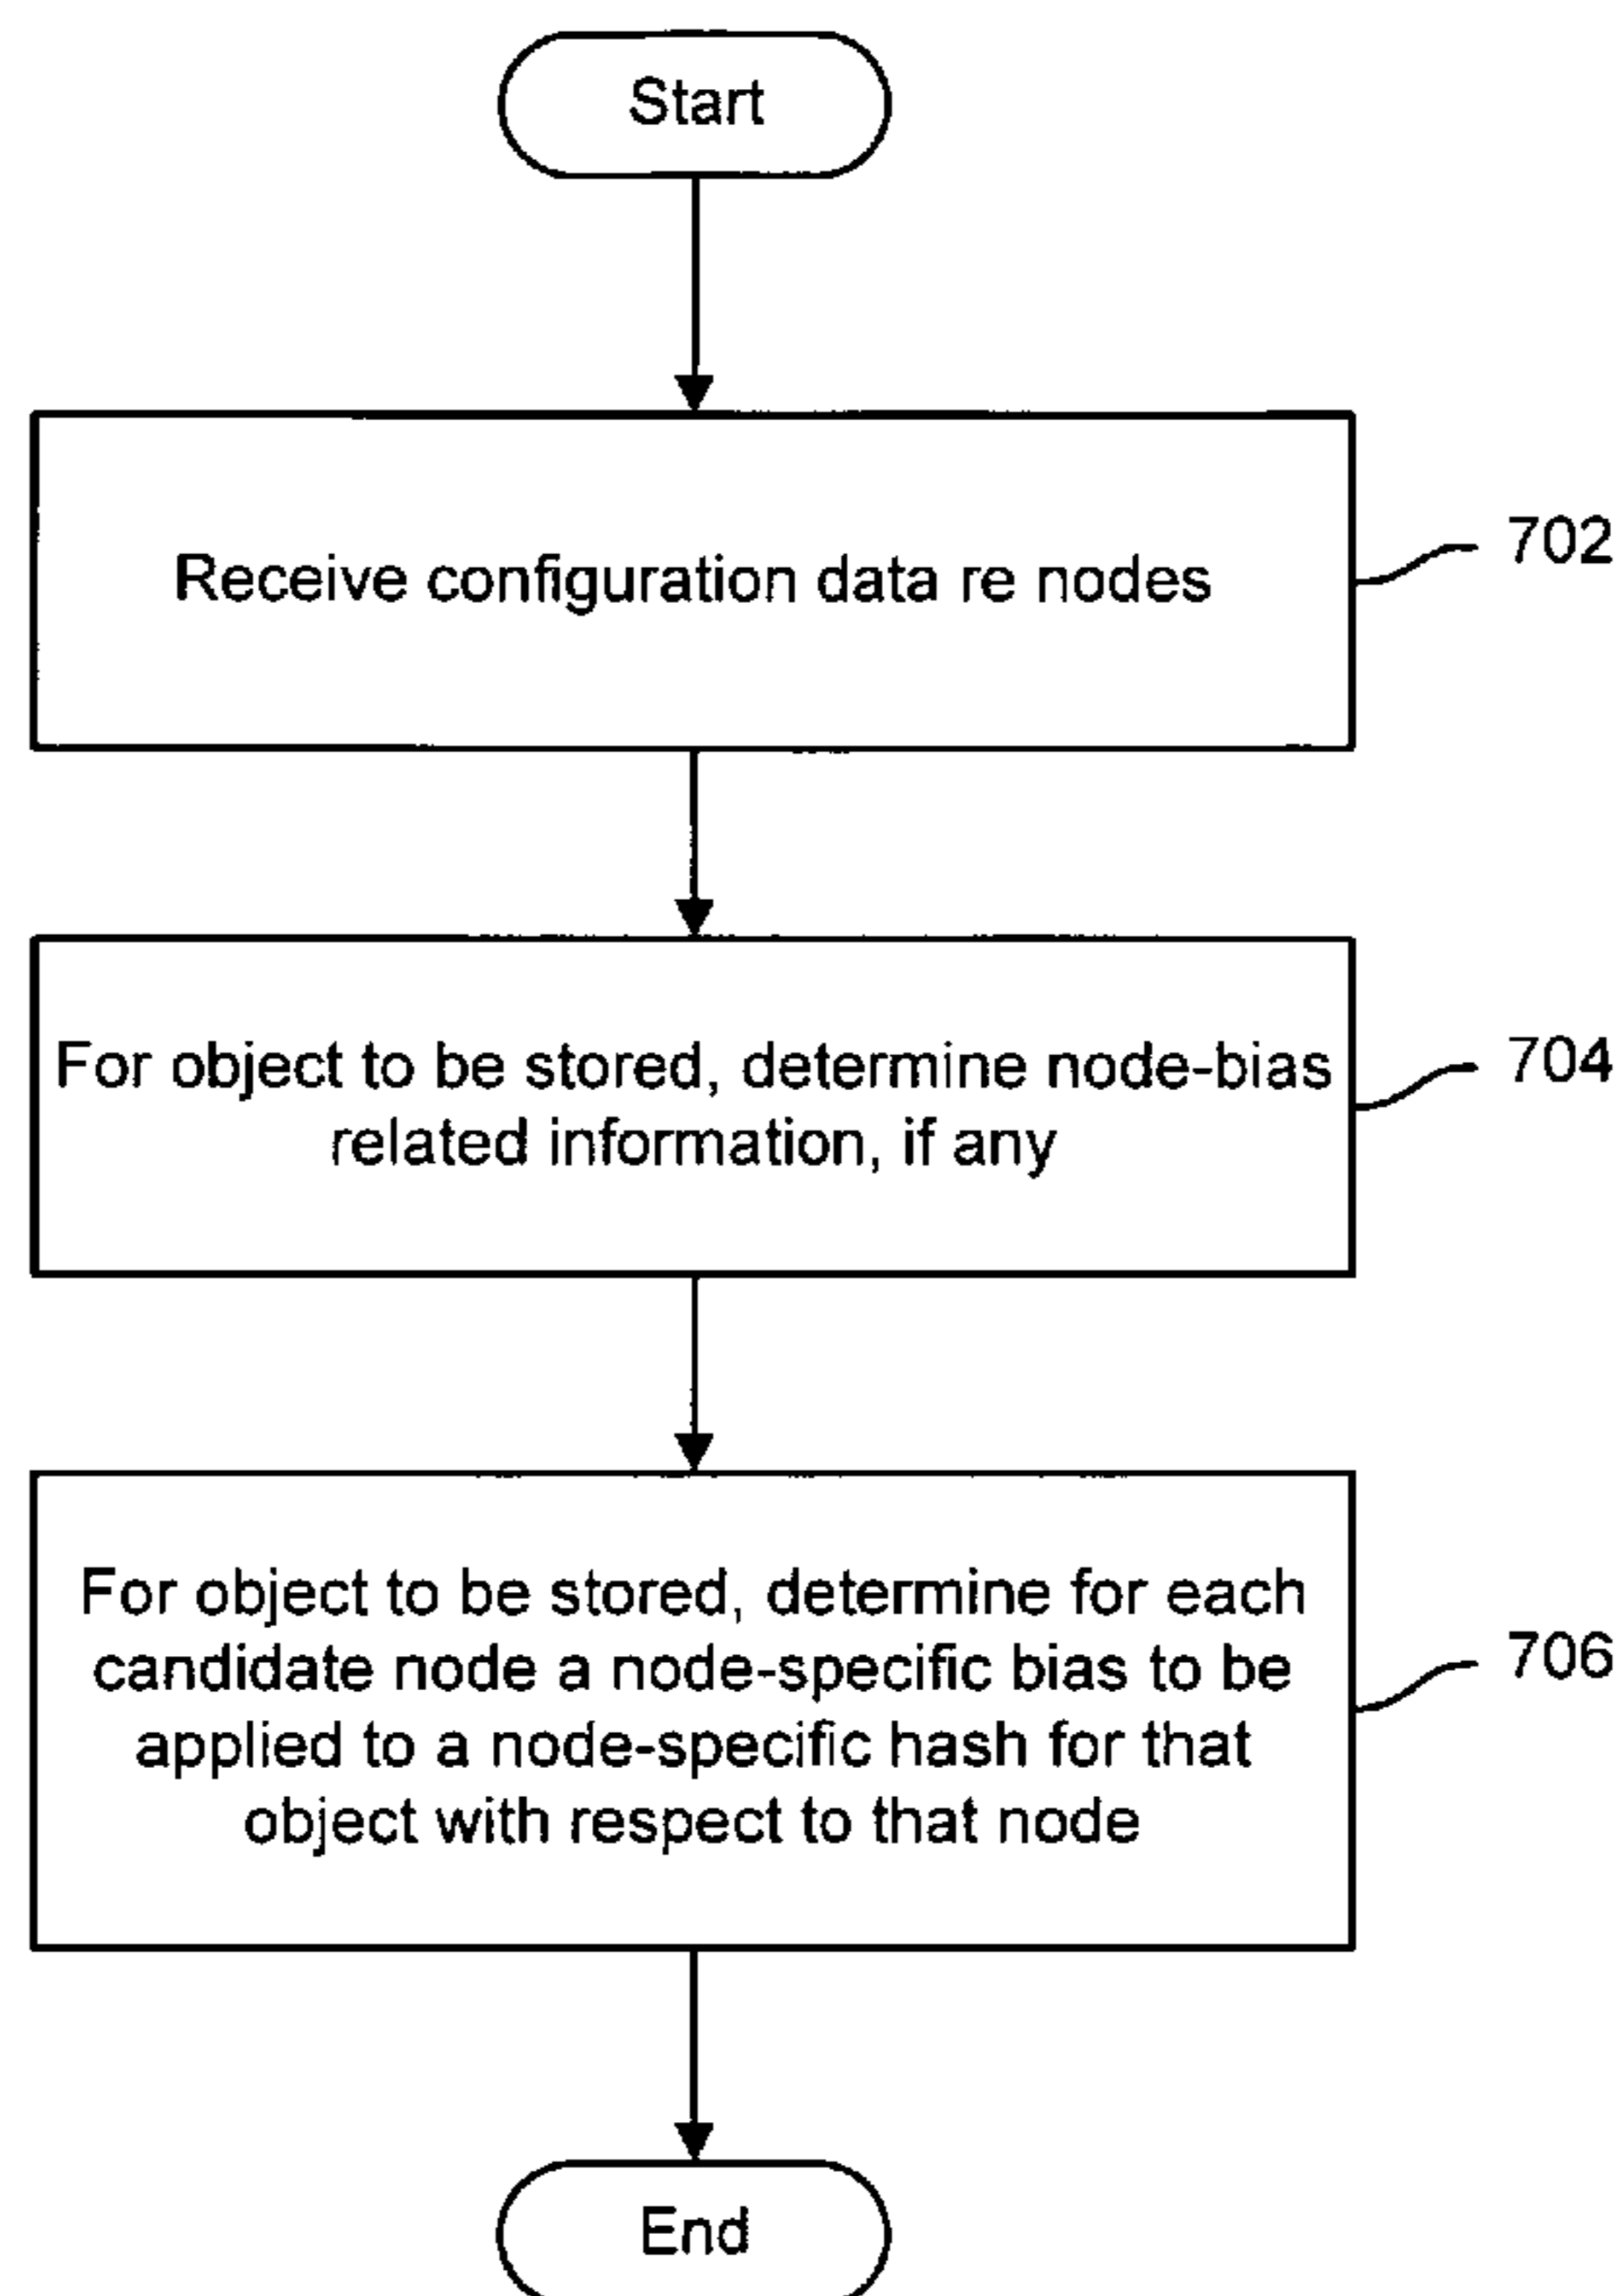 Start
Receive configuration data re nodes
702
For object to be stored, determine node-bias
related information, if any
704
For object to be stored, determine for each
candidate node a node-specific bias to be
applied to a node-specific hash for that
object with respect to that node
706
End